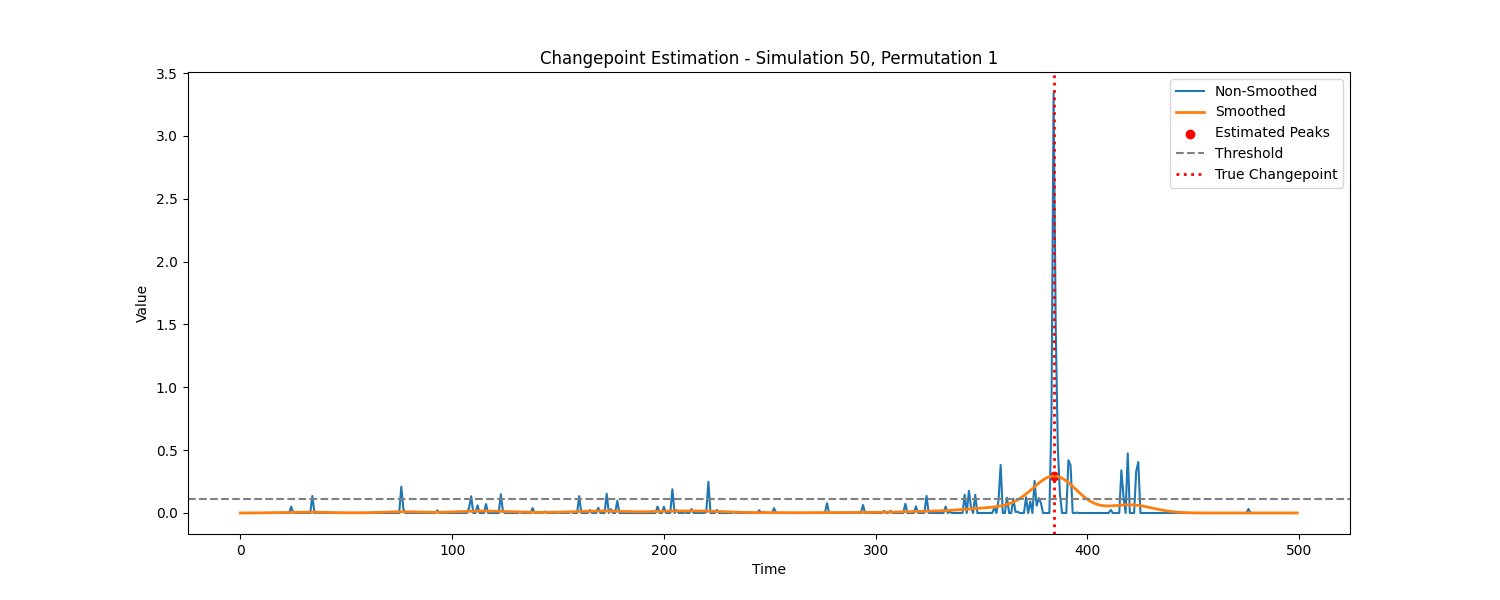 Changepoint Estimation - Simulation 50, Permutation 1
3.5
3.0
2.5
2.0
1.5
1.0
0.5
0.0
Value
Non-Smoothed
Smoothed
Estimated Peaks
Threshold
True Changepoint
0 100 200 300 400 500
Time